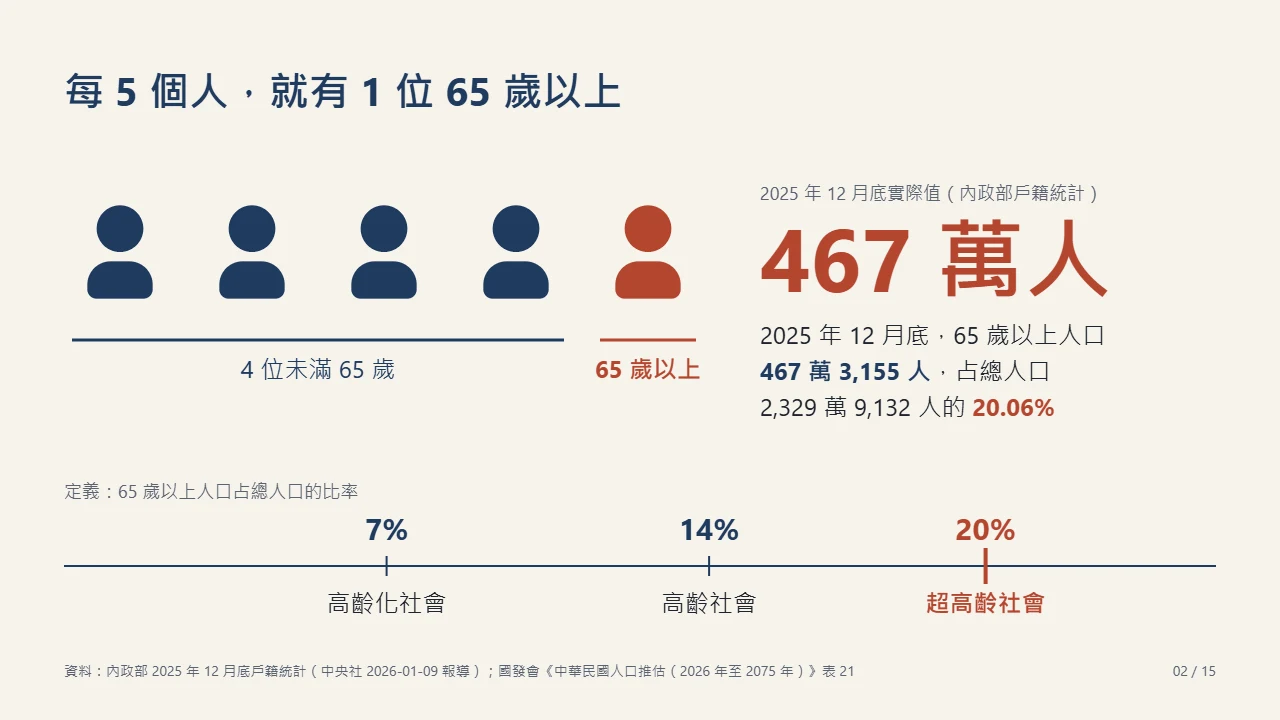 每 5 個人，就有 1 位 65 歲以上
4 位未滿 65 歲
65 歲以上
2025 年 12 月底實際值（內政部戶籍統計）
467 萬人
2025 年 12 月底，65 歲以上人口
467 萬 3,155 人，占總人口
2,329 萬 9,132 人的 20.06%
定義：65 歲以上人口占總人口的比率
7%
14%
20%
高齡化社會
高齡社會
超高齡社會
資料：內政部 2025 年 12 月底戶籍統計（中央社 2026-01-09 報導）；國發會《中華民國人口推估（2026 年至 2075 年）》表 21
02 / 15